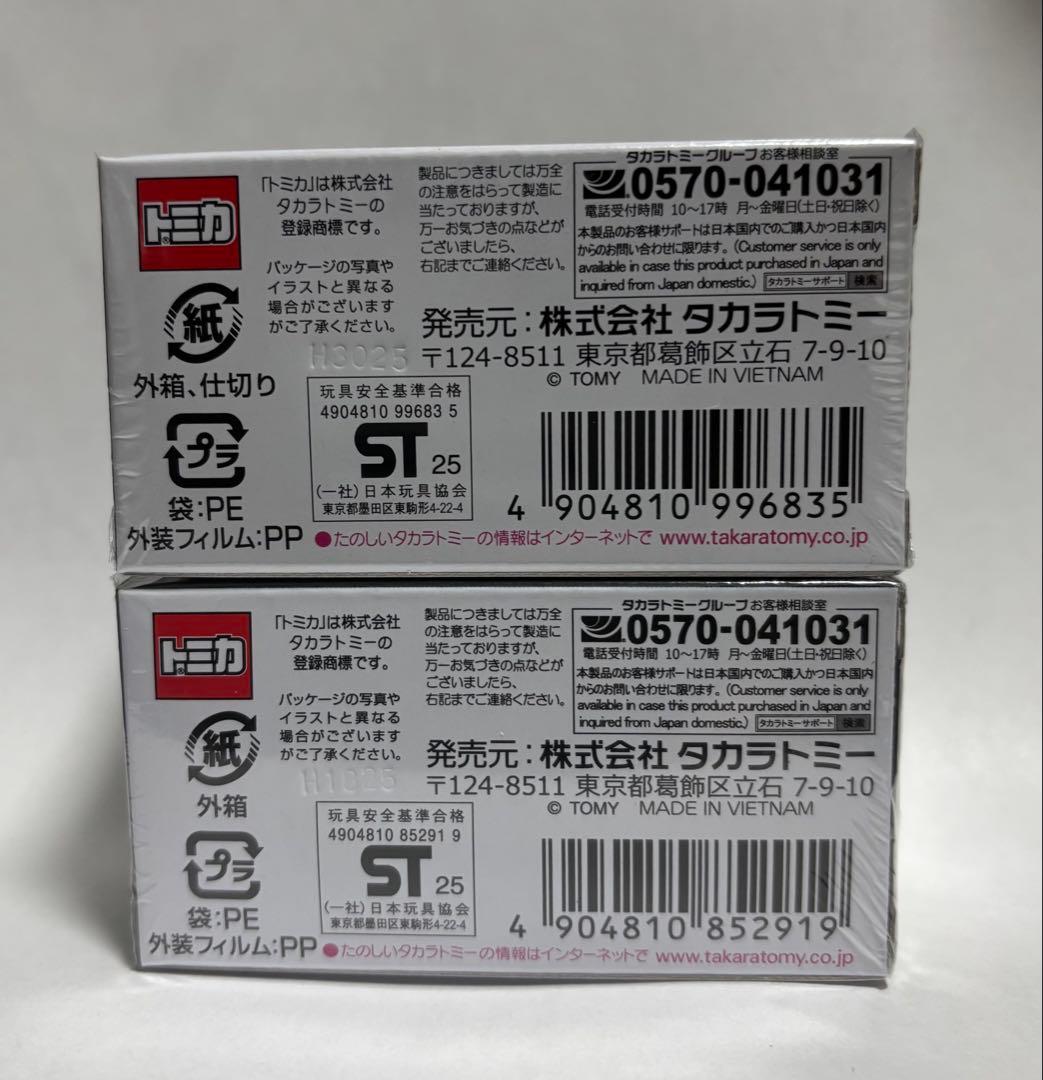 トミカ®
「トミカ」は株式会社
タカラトミーの
登録商標です。
パッケージの写真や
イラストと異なる
場合がございます
がご了承ください。
H3025
紙
外箱、仕切り
プラ
袋:PE
外装フィルム:PP
製品につきましては万全
の注意をはらって製造に
当たっておりますが、
万一お気づきの点などが
ございましたら、
右記までご連絡ください。
タカラトミーグループお客様相談室
0570-041031
電話受付時間 10〜17時 月〜金曜日(土日・祝日除く)
本製品のお客様サポートは日本国内でのご購入かつ日本国内
からのお問い合わせに限ります。(Customer service is only
available in case this product purchased in Japan and
inquired from Japan domestic.) タカラトミーサポート 検索
発売元:株式会社 タカラトミー
〒124-8511 東京都葛飾区立石 7-9-10
© TOMY MADE IN VIETNAM
玩具安全基準合格
4904810 99683 5
ST 25
(一社)日本玩具協会
東京都墨田区東駒形4-22-4
4 904810 996835
●たのしいタカラトミーの情報はインターネットで www.takaratomy.co.jp
トミカ®
「トミカ」は株式会社
タカラトミーの
登録商標です。
パッケージの写真や
イラストと異なる
場合がございます
がご了承ください。
H1025
紙
外箱
プラ
袋:PE
外装フィルム:PP
製品につきましては万全
の注意をはらって製造に
当たっておりますが、
万一お気づきの点などが
ございましたら、
右記までご連絡ください。
タカラトミーグループお客様相談室
0570-041031
電話受付時間 10〜17時 月〜金曜日(土日・祝日除く)
本製品のお客様サポートは日本国内でのご購入かつ日本国内
からのお問い合わせに限ります。(Customer service is only
available in case this product purchased in Japan and
inquired from Japan domestic.) タカラトミーサポート 検索
発売元:株式会社 タカラトミー
〒124-8511 東京都葛飾区立石 7-9-10
© TOMY MADE IN VIETNAM
玩具安全基準合格
4904810 85291 9
ST 25
(一社)日本玩具協会
東京都墨田区東駒形4-22-4
4 904810 852919
●たのしいタカラトミーの情報はインターネットで www.takaratomy.co.jp